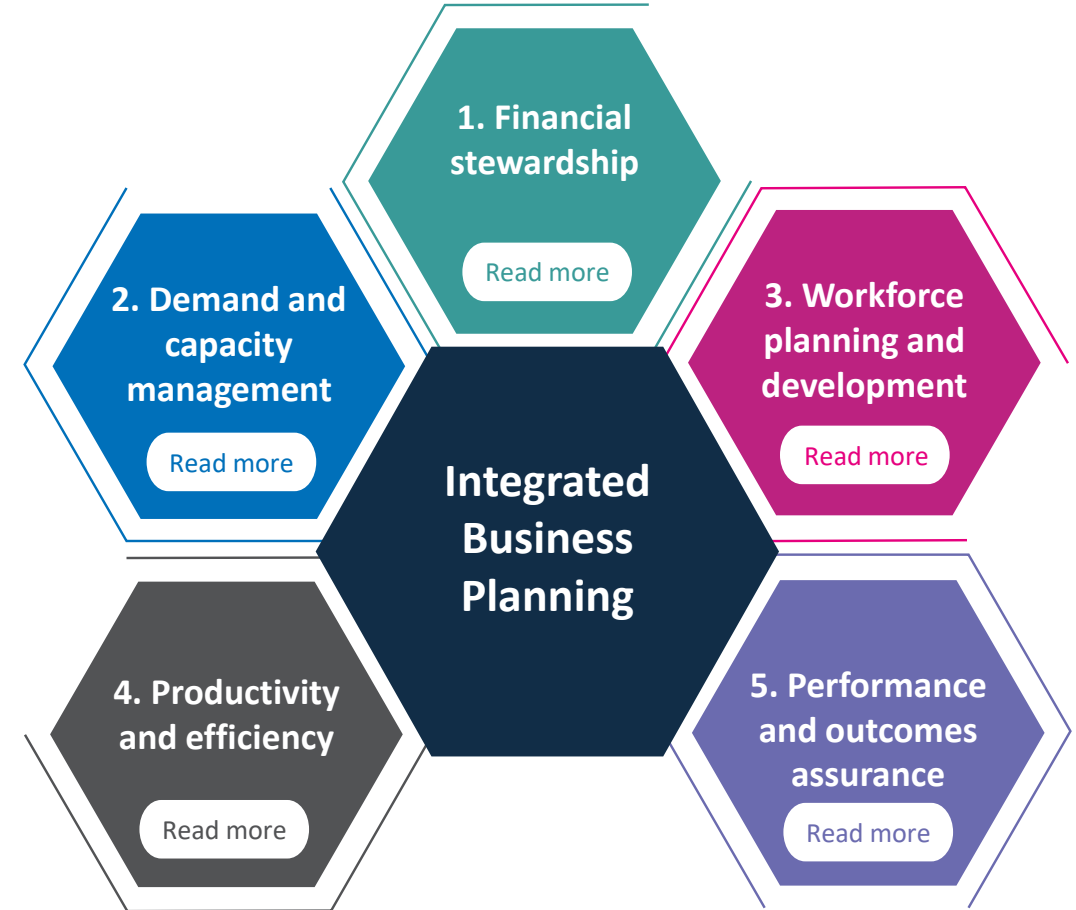 1. Financial
stewardship
Read more
2. Demand and
capacity
management
Read more
3. Workforce
planning and
development
Read more
Integrated
Business
Planning
4. Productivity
and efficiency
Read more
5. Performance
and outcomes
assurance
Read more